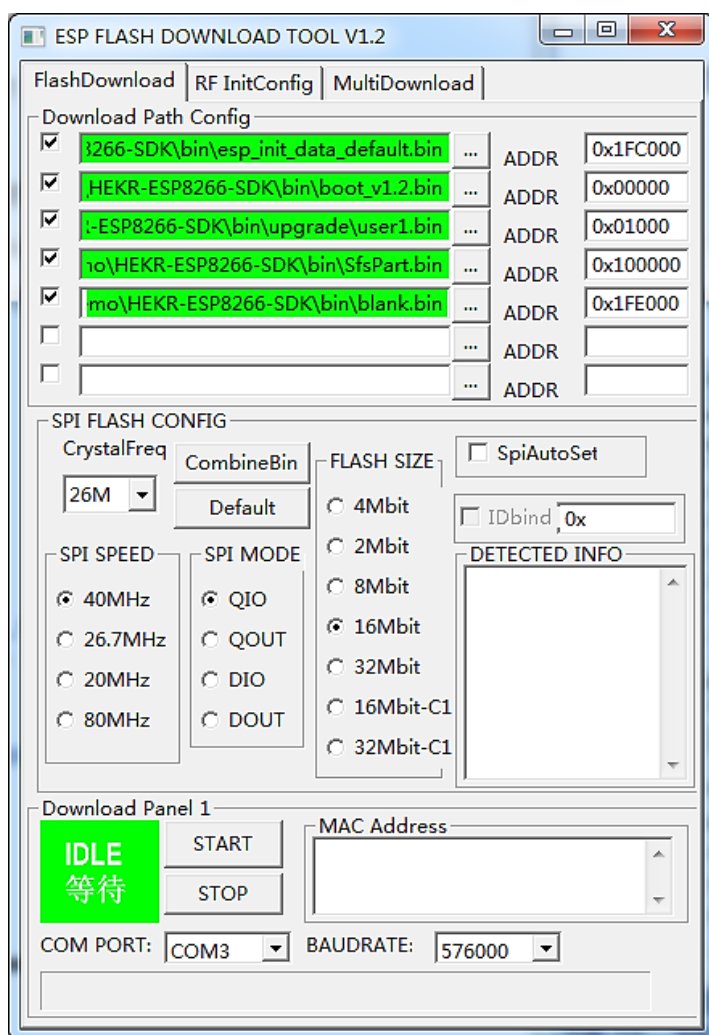 ESP FLASH DOWNLOAD TOOL V1.2
FlashDownload RF InitConfig MultiDownload
Download Path Config
3266-SDK\bin\esp_init_data_default.bin ... ADDR 0x1FC000
HEKR-ESP8266-SDK\bin\boot_v1.2.bin ... ADDR 0x00000
-ESP8266-SDK\bin\upgrade\user1.bin ... ADDR 0x01000
no\HEKR-ESP8266-SDK\bin\SfsPart.bin ... ADDR 0x100000
mo\HEKR-ESP8266-SDK\bin\blank.bin ... ADDR 0x1FE000
... ADDR
... ADDR
SPI FLASH CONFIG
CrystalFreq
26M
CombineBin
Default
SPI SPEED
40MHz
26.7MHz
20MHz
80MHz
SPI MODE
QIO
QOUT
DIO
DOUT
FLASH SIZE
4Mbit
2Mbit
8Mbit
16Mbit
32Mbit
16Mbit-C1
32Mbit-C1
SpiAutoSet
IDbind 0x
DETECTED INFO
Download Panel 1
IDLE
等待
START
STOP
MAC Address
COM PORT: COM3 BAUDRATE: 576000